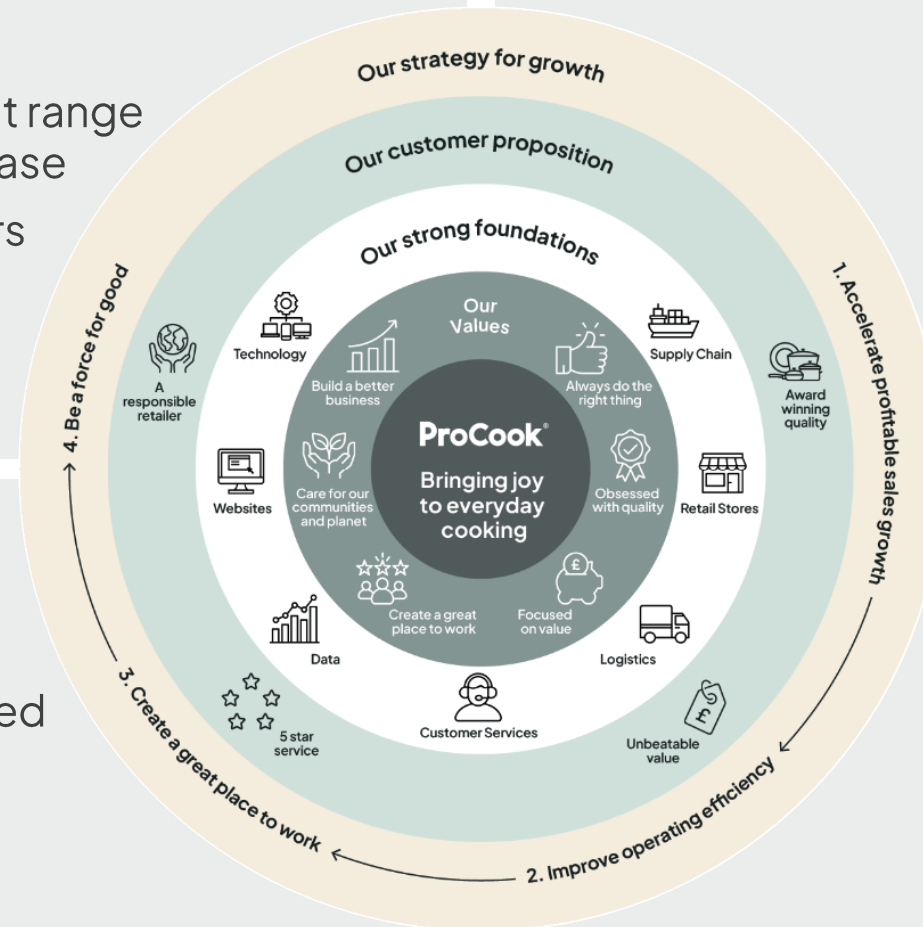 Our strategy for growth
t range
ase
rs
ed
Our customer proposition
Our strong foundations
Our
Values
ProCook®
Bringing joy
to everyday
cooking
Build a better
business
Always do the
right thing
Care for our
communities
and planet
Obsessed
with quality
Create a great
place to work
Focused
on value
£
Technology
Supply Chain
Websites
Retail Stores
Data
Logistics
Customer Services
A
responsible
retailer
Award
winning
quality
5 star
service
£
Unbeatable
value
1. Accelerate profitable sales growth
2. Improve operating efficiency
3. Create a great place to work
4. Be a force for good